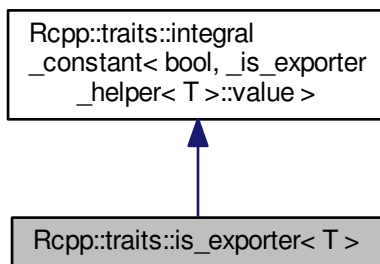 Rcpp::traits::integral
_constant< bool, _is_exporter
_helper< T >::value >
Rcpp::traits::is_exporter< T >